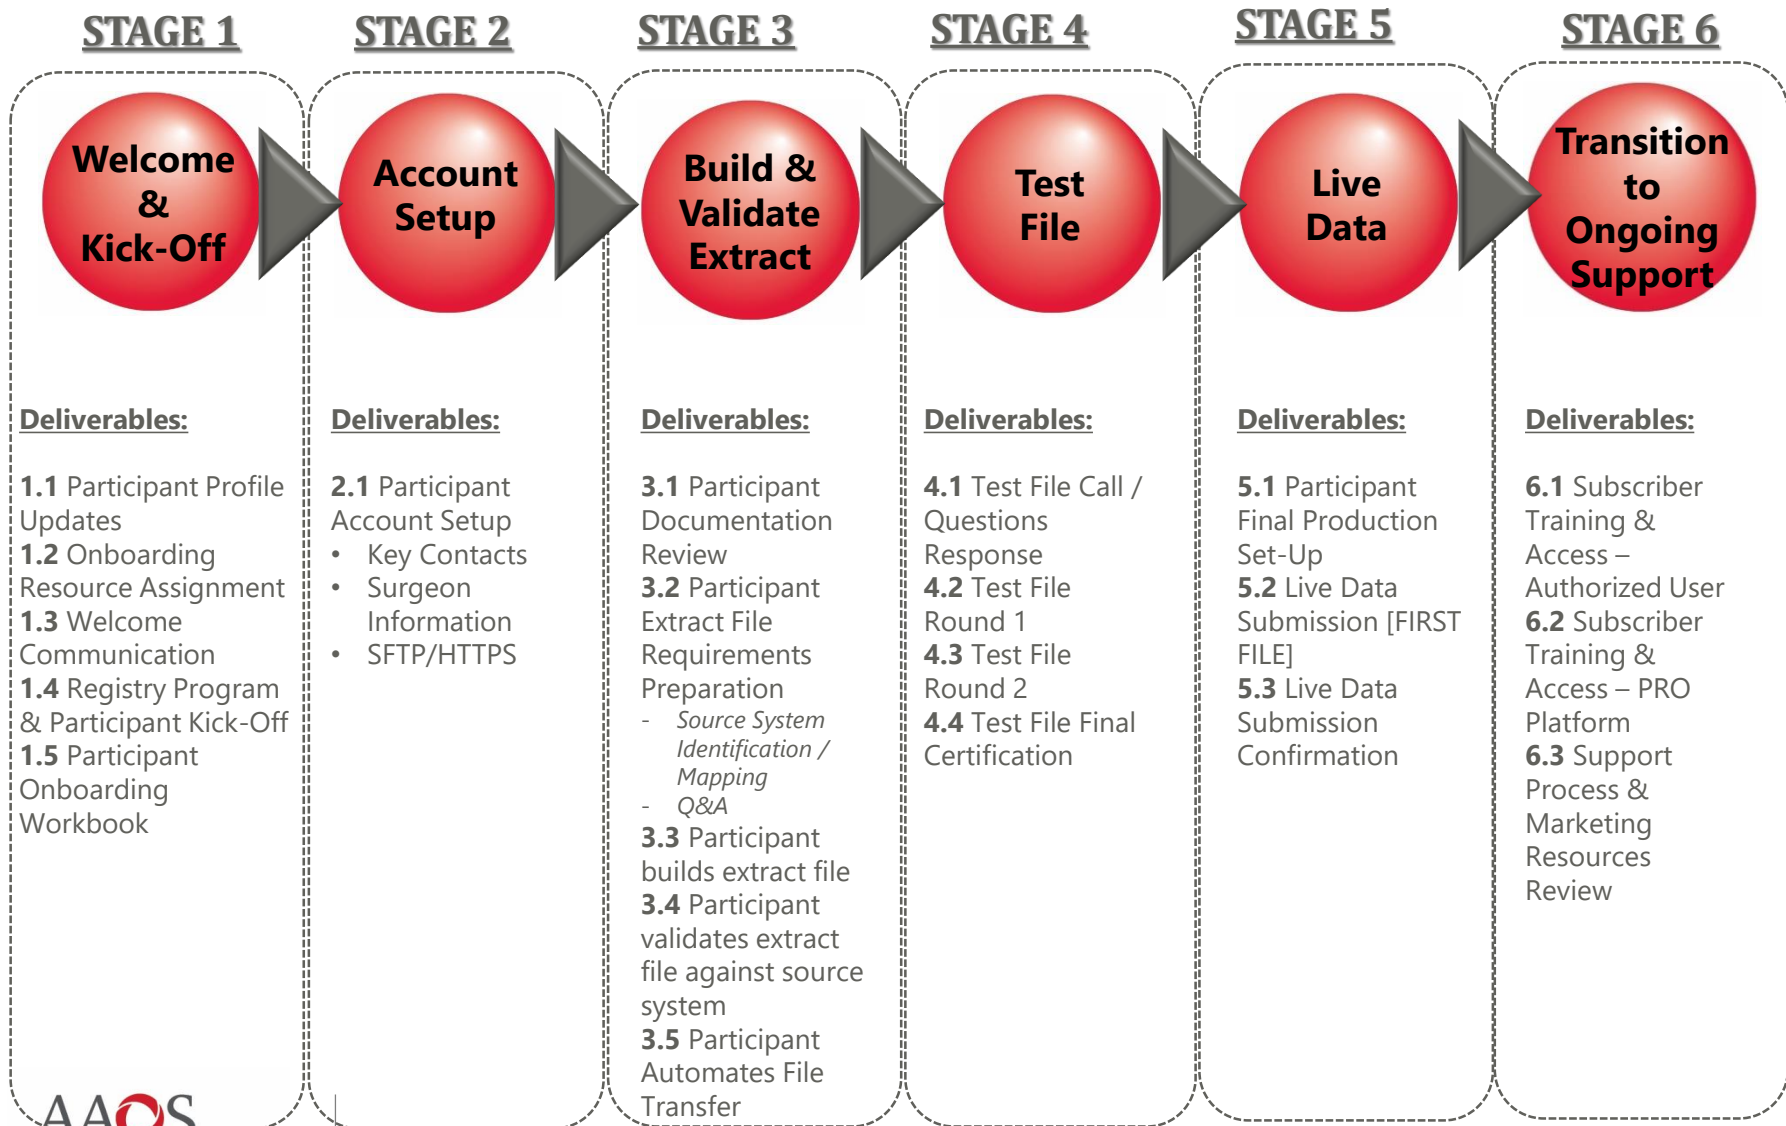 STAGE 1
Welcome
&
Kick-Off
Deliverables:
1.1 Participant Profile
Updates
1.2 Onboarding
Resource Assignment
1.3 Welcome
Communication
1.4 Registry Program
& Participant Kick-Off
1.5 Participant
Onboarding
Workbook
STAGE 2
Account
Setup
Deliverables:
2.1 Participant
Account Setup
• Key Contacts
• Surgeon
Information
• SFTP/HTTPS
STAGE 3
Build &
Validate
Extract
Deliverables:
3.1 Participant
Documentation
Review
3.2 Participant
Extract File
Requirements
Preparation
- Source System
Identification /
Mapping
- Q&A
3.3 Participant
builds extract file
3.4 Participant
validates extract
file against source
system
3.5 Participant
Automates File
Transfer
STAGE 4
Test
File
Deliverables:
4.1 Test File Call /
Questions
Response
4.2 Test File
Round 1
4.3 Test File
Round 2
4.4 Test File Final
Certification
STAGE 5
Live
Data
Deliverables:
5.1 Participant
Final Production
Set-Up
5.2 Live Data
Submission [FIRST
FILE]
5.3 Live Data
Submission
Confirmation
STAGE 6
Transition
to
Ongoing
Support
Deliverables:
6.1 Subscriber
Training &
Access –
Authorized User
6.2 Subscriber
Training &
Access – PRO
Platform
6.3 Support
Process &
Marketing
Resources
Review
AAOS